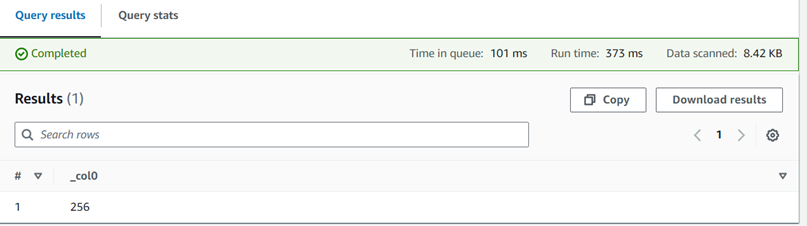 Query results Query stats
Completed Time in queue: 101 ms Run time: 373 ms Data scanned: 8.42 KB
Results (1) Copy Download results
Search rows 1
# _col0
1 256